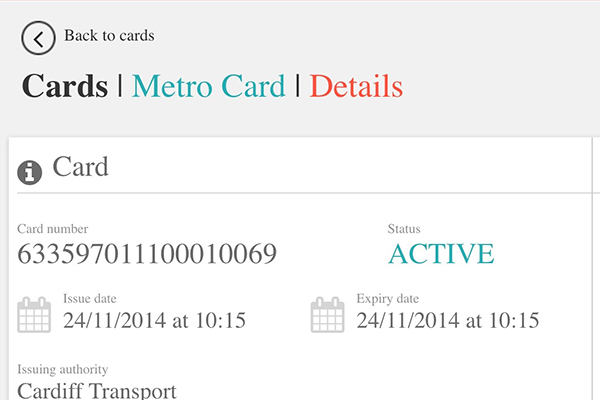 Back to cards
Cards | Metro Card | Details
Card
Card number
633597011100010069
Status
ACTIVE
Issue date
24/11/2014 at 10:15
Expiry date
24/11/2014 at 10:15
Issuing authority
Cardiff Transport